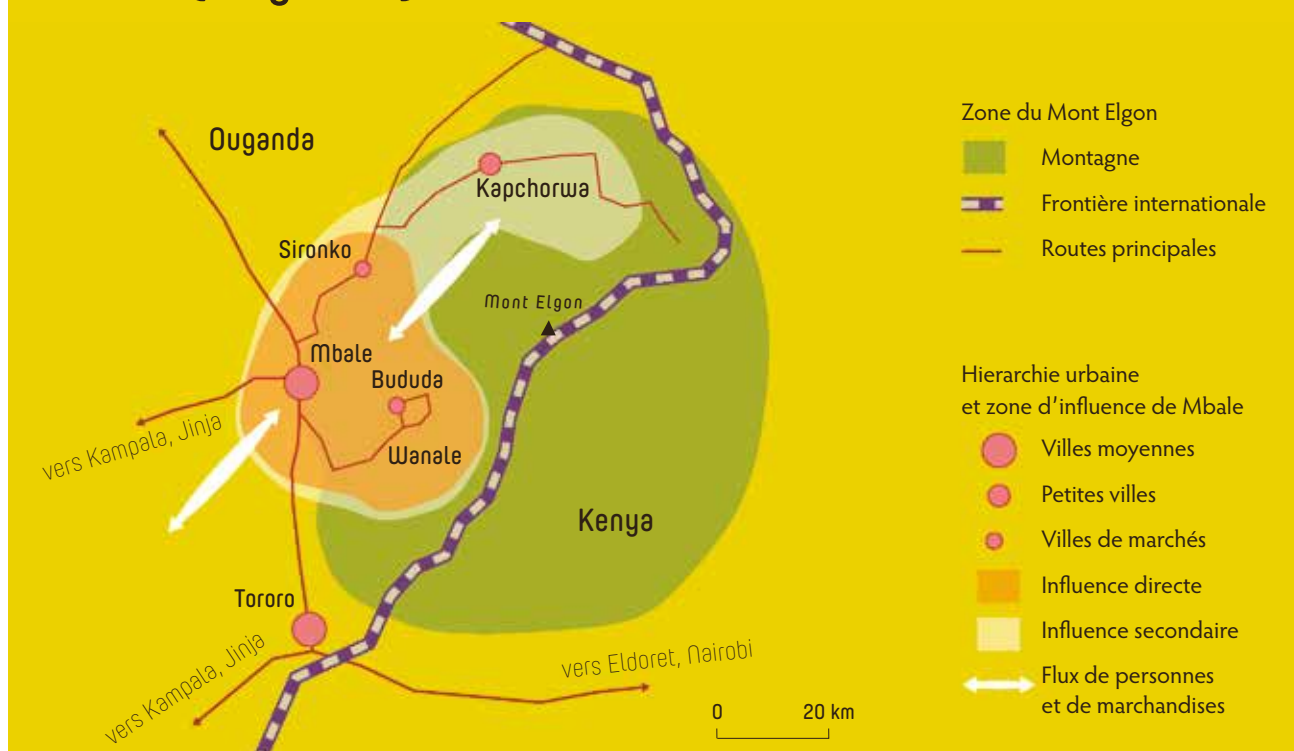 Ouganda
Kapchorwa
Sironko
Mont Elgon
Mbale
Bududa
Wanale
vers Kampala, Jinja
Kenya
Tororo
vers Kampala, Jinja
vers Eldoret, Nairobi
0 20 km
Zone du Mont Elgon
Montagne
Frontière internationale
Routes principales
Hierarchie urbaine
et zone d'influence de Mbale
Villes moyennes
Petites villes
Villes de marchés
Influence directe
Influence secondaire
Flux de personnes
et de marchandises